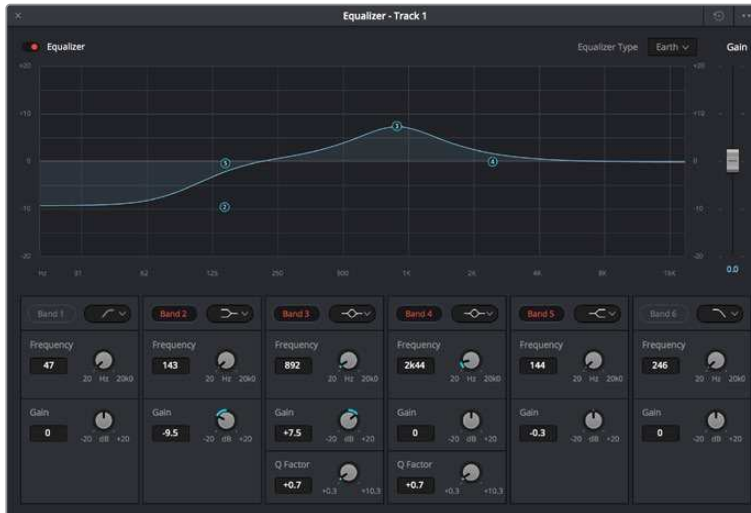 Equalizer - Track 1
Equalizer
Equalizer Type Earth Gain
+20 +20
+10 +10
0 0
-10 -10
-20 -20
5 3 4
2
Hz 31 62 125 250 500 1K 2K 4K 8K 16K
0.0
Band 1 Band 2 Band 3 Band 4 Band 5 Band 6
Frequency Frequency Frequency Frequency Frequency Frequency
47 143 892 2k44 144 246
20 Hz 20k0 20 Hz 20k0 20 Hz 20k0 20 Hz 20k0 20 Hz 20k0 20 Hz 20k0
Gain Gain Gain Gain Gain Gain
0 -9.5 +7.5 0 -0.3 0
-20 dB +20 -20 dB +20 -20 dB +20 -20 dB +20 -20 dB +20 -20 dB +20
Q Factor Q Factor
+0.7 +0.7
+0.3 +10.3 +0.3 +10.3